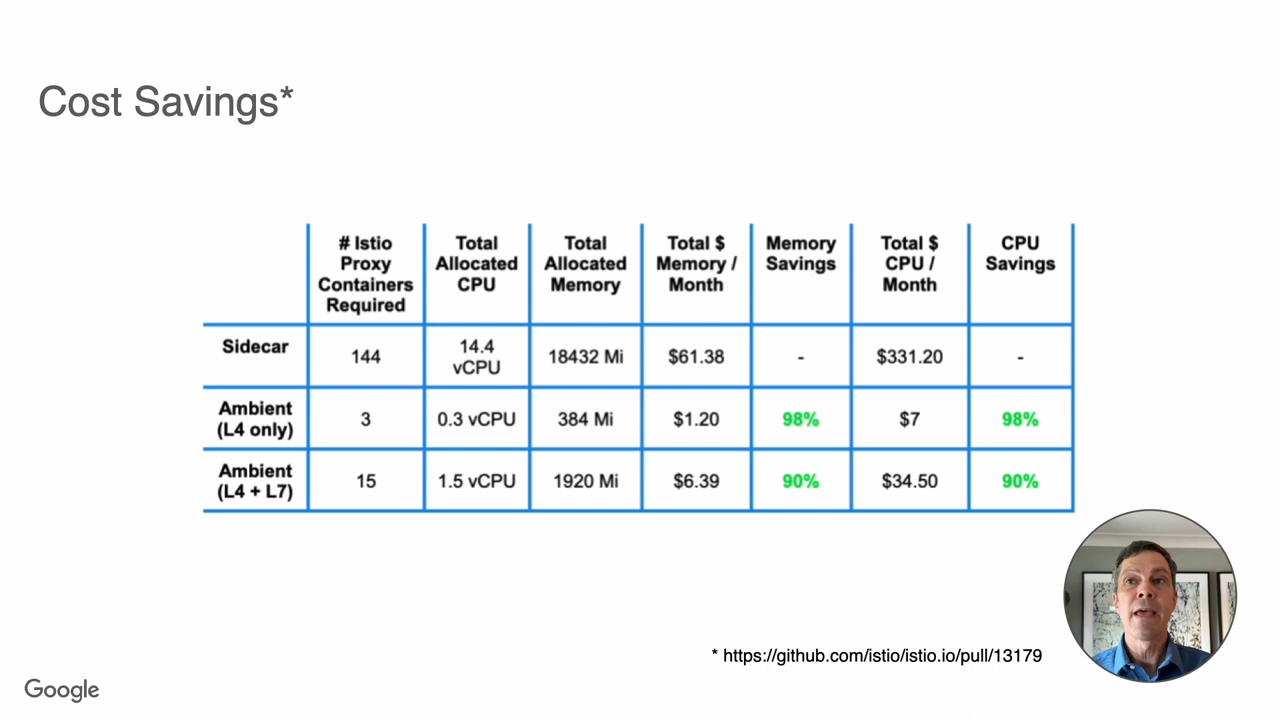 Cost Savings*
# Istio Proxy Containers Required
Total Allocated CPU
Total Allocated Memory
Total $ Memory / Month
Memory Savings
Total $ CPU / Month
CPU Savings
Sidecar 144 14.4 vCPU 18432 Mi $61.38 - $331.20 -
Ambient (L4 only) 3 0.3 vCPU 384 Mi $1.20 98% $7 98%
Ambient (L4 + L7) 15 1.5 vCPU 1920 Mi $6.39 90% $34.50 90%
* https://github.com/istio/istio.io/pull/13179
Google